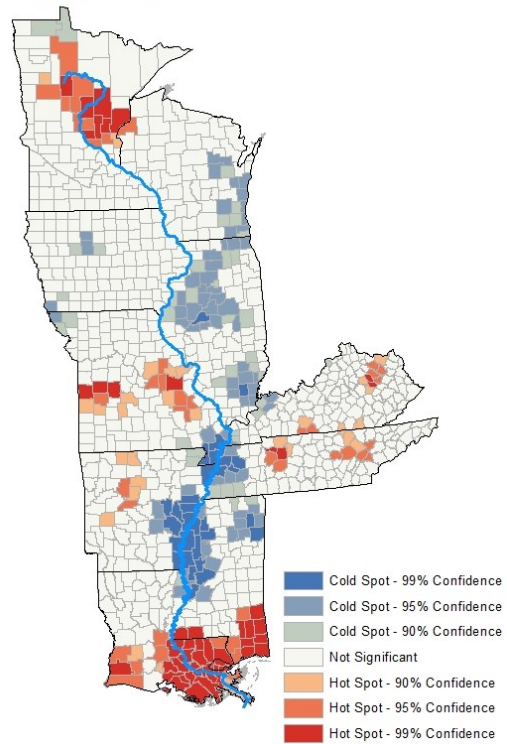 Cold Spot - 99% Confidence
Cold Spot - 95% Confidence
Cold Spot - 90% Confidence
Not Significant
Hot Spot - 90% Confidence
Hot Spot - 95% Confidence
Hot Spot - 99% Confidence